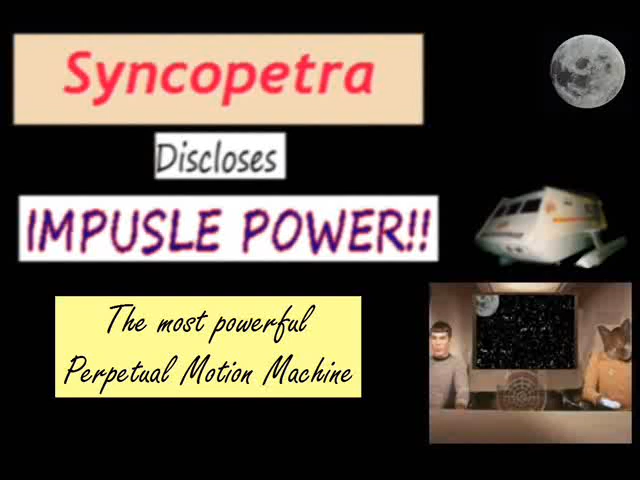 Syncopetra
Discloses
IMPUSLE POWER!!
The most powerful
Perpetual Motion Machine